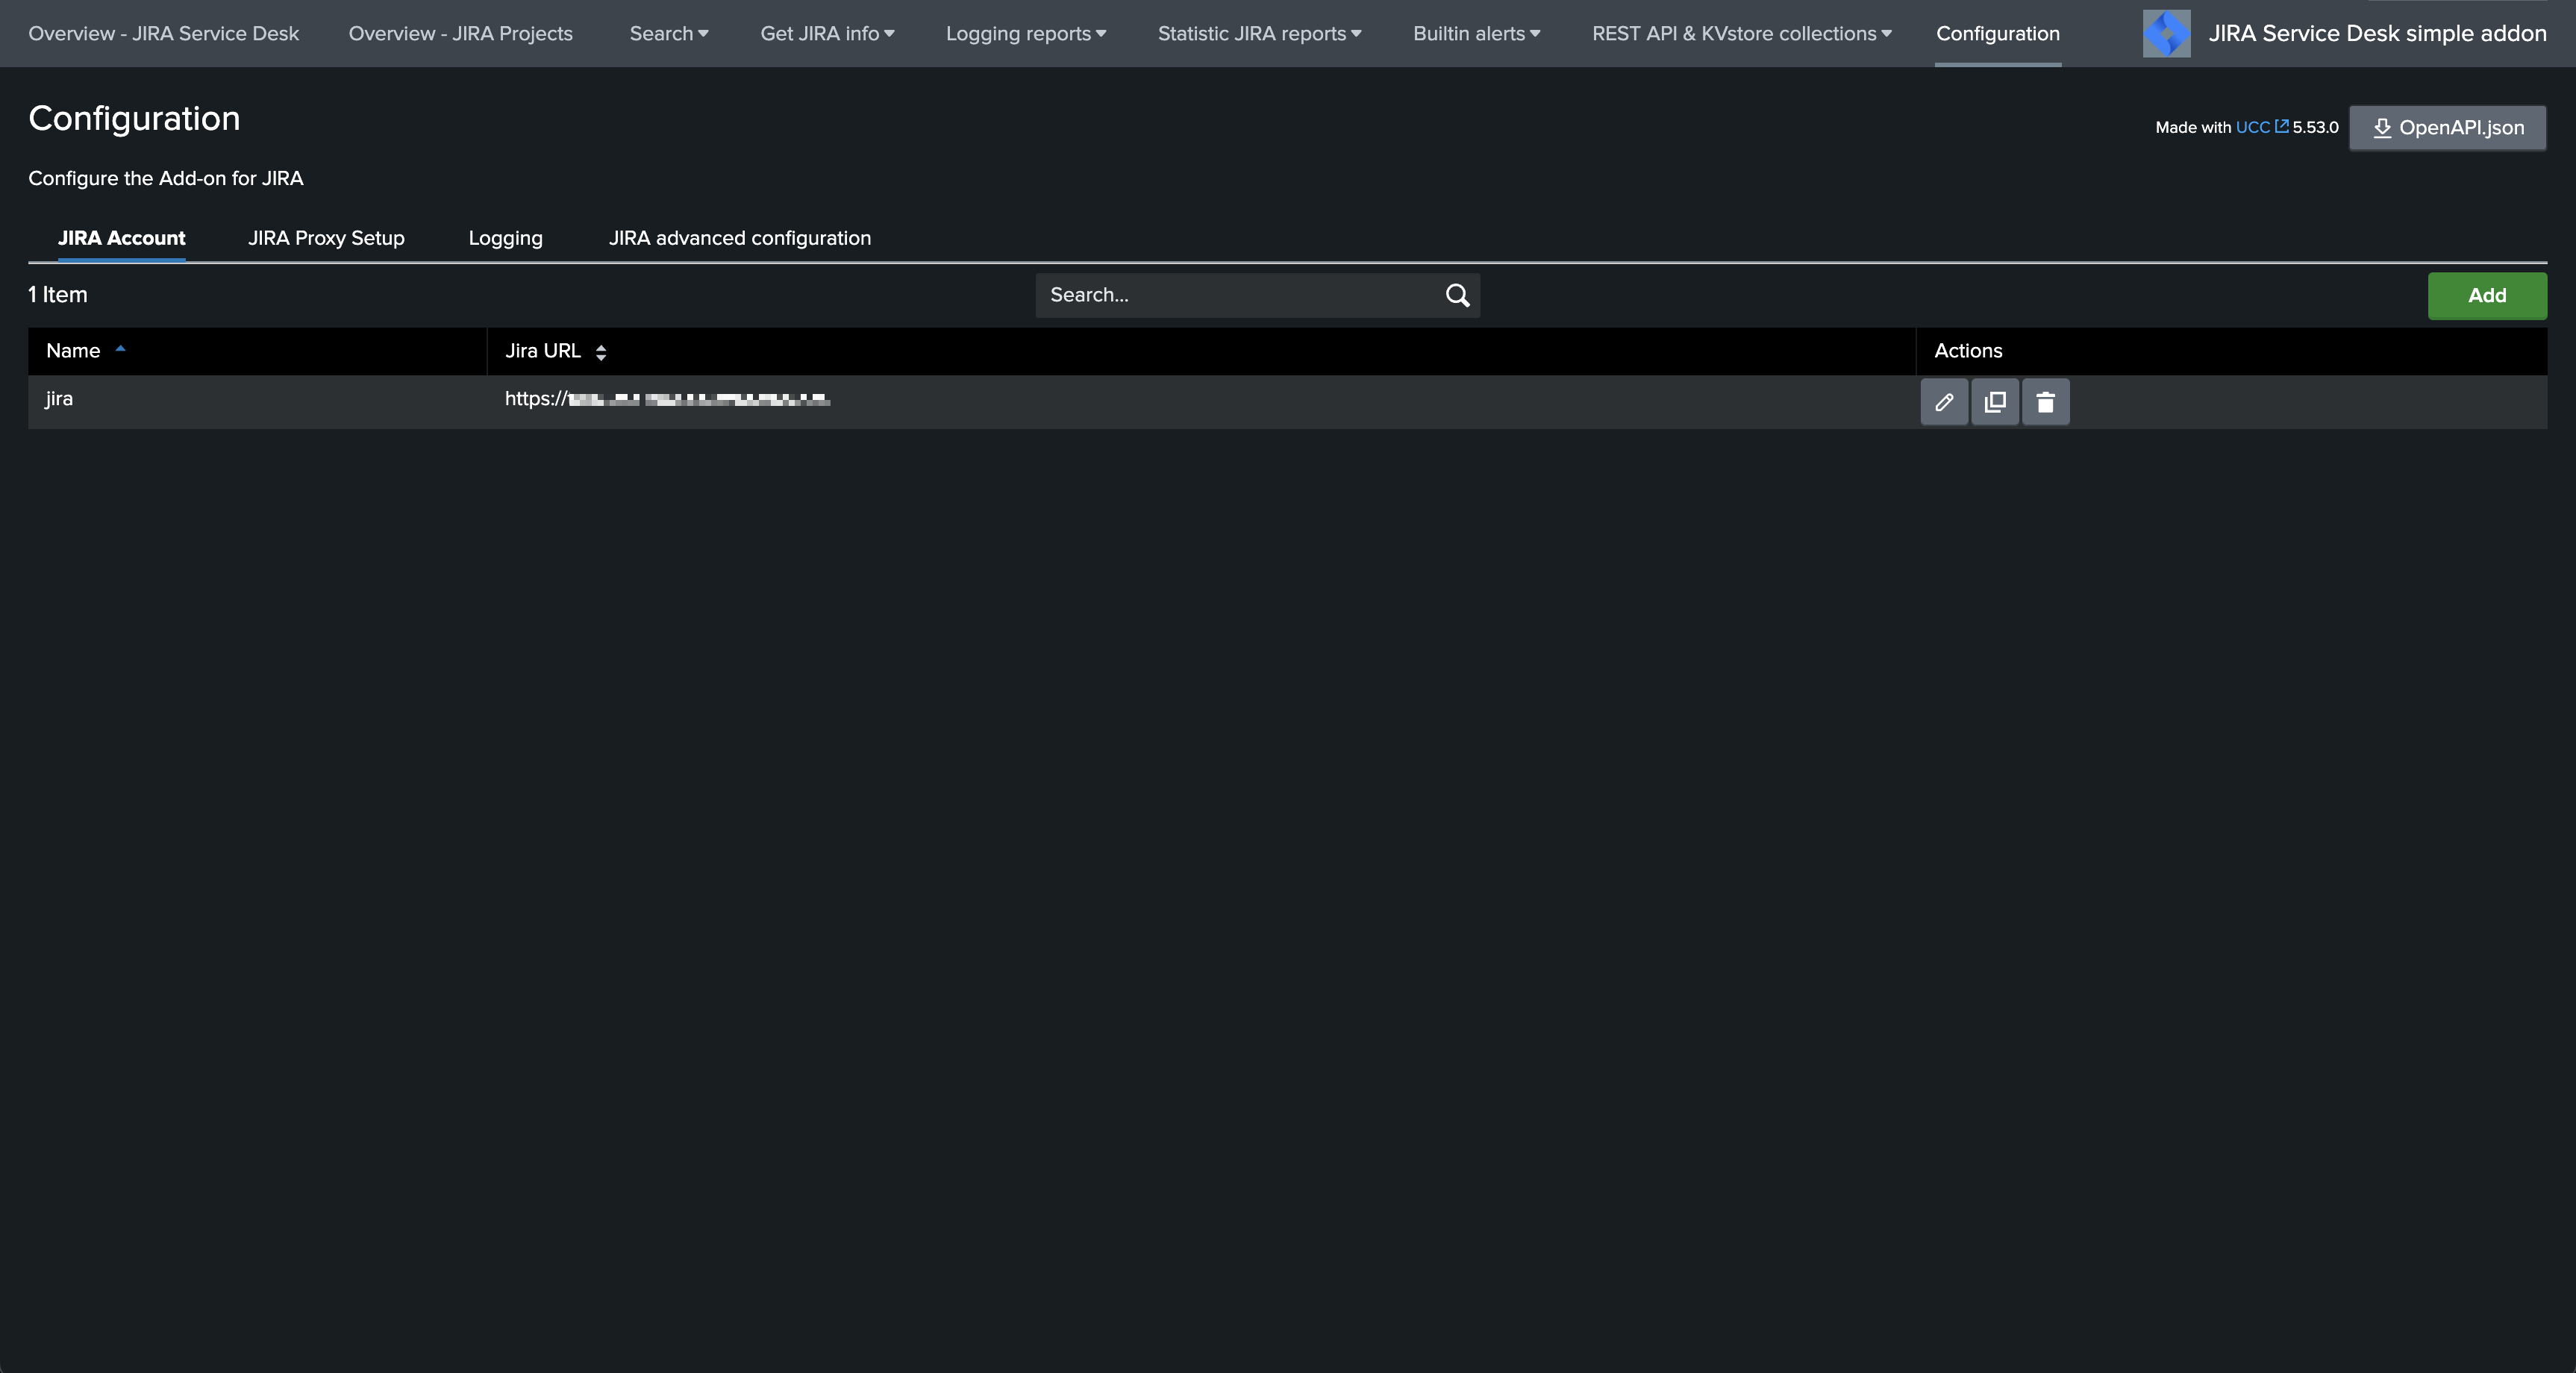 Overview - JIRA Service Desk Overview - JIRA Projects Search Get JIRA info Logging reports Statistic JIRA reports Builtin alerts REST API & KVstore collections Configuration JIRA Service Desk simple addon
Configuration
Made with UCC 5.53.0 OpenAPI.json
Configure the Add-on for JIRA
JIRA Account JIRA Proxy Setup Logging JIRA advanced configuration
1 Item Search... Add
Name Jira URL Actions
jira https://